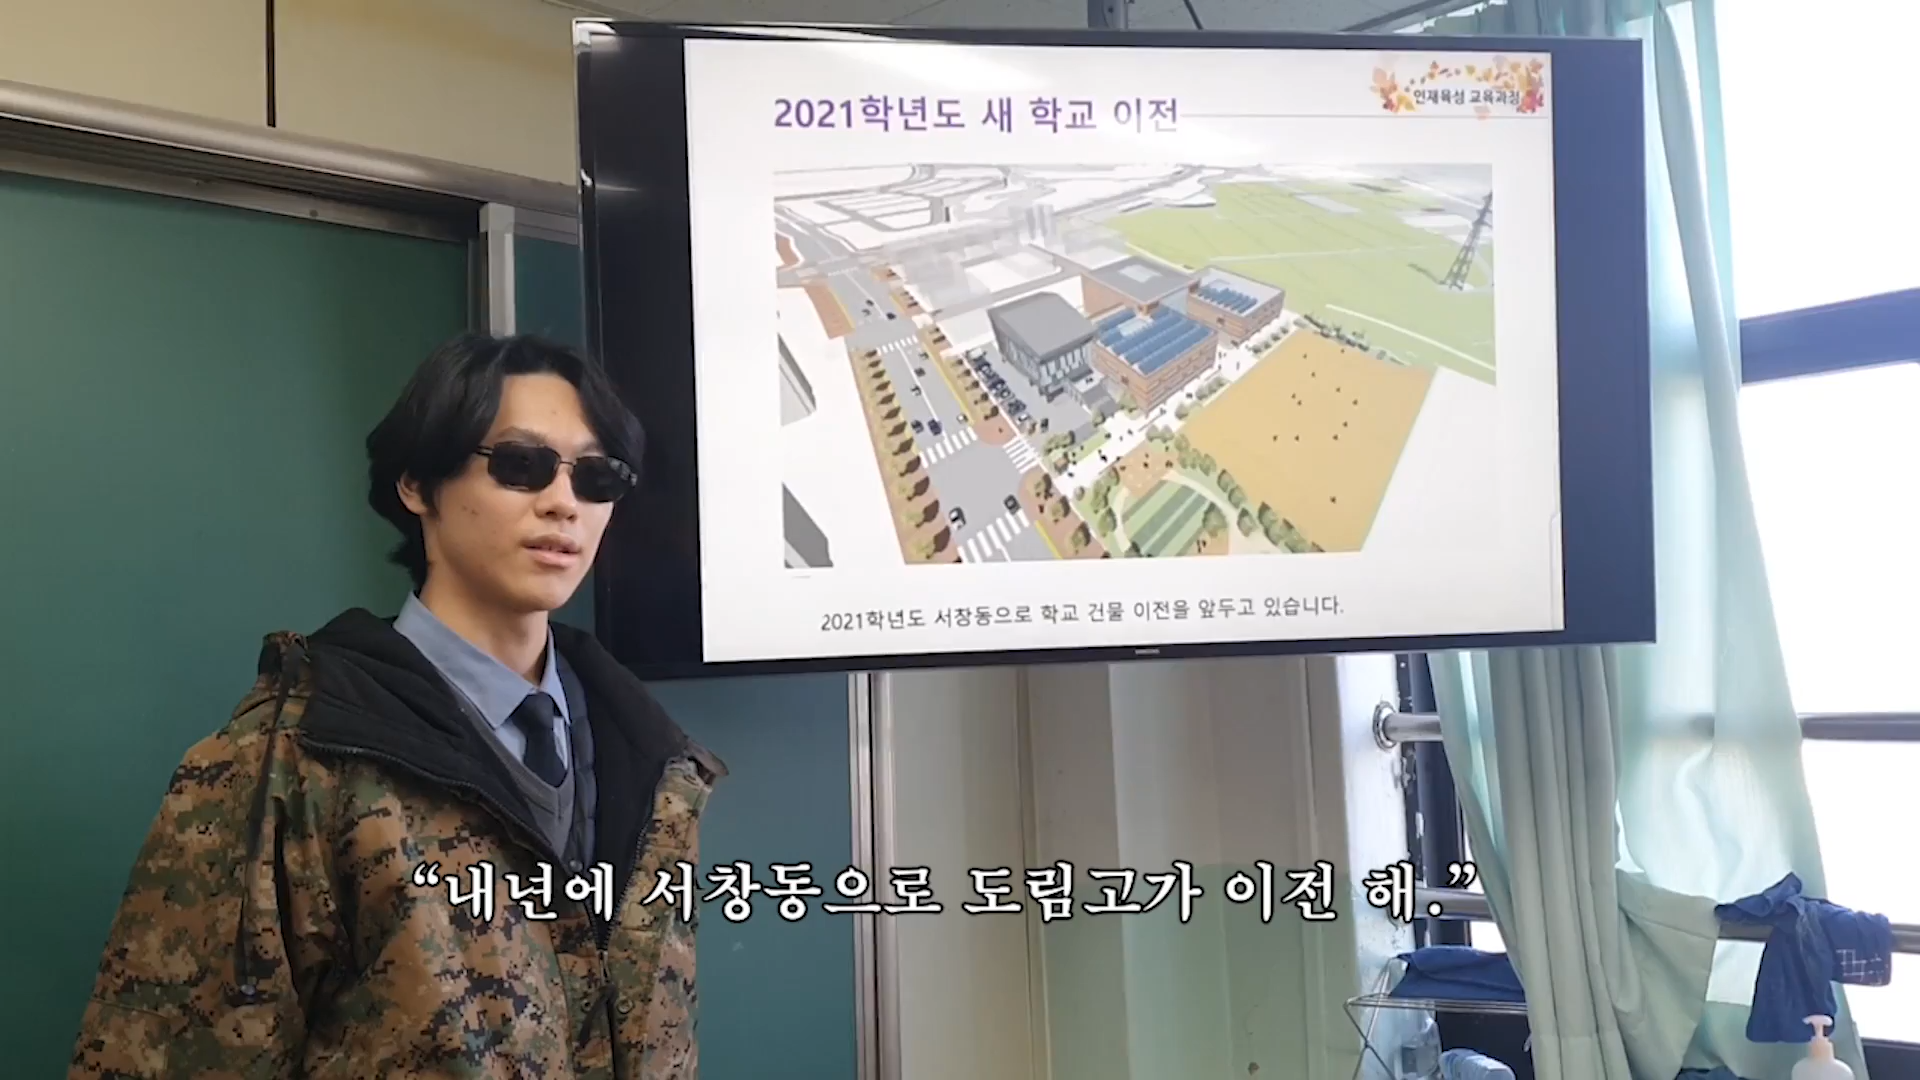 2021학년도 새 학교 이전
인재육성 교육과정
2021학년도 서창동으로 학교 건물 이전을 앞두고 있습니다.
SAMSUNG
“내년에 서창동으로 도림고가 이전 해.”